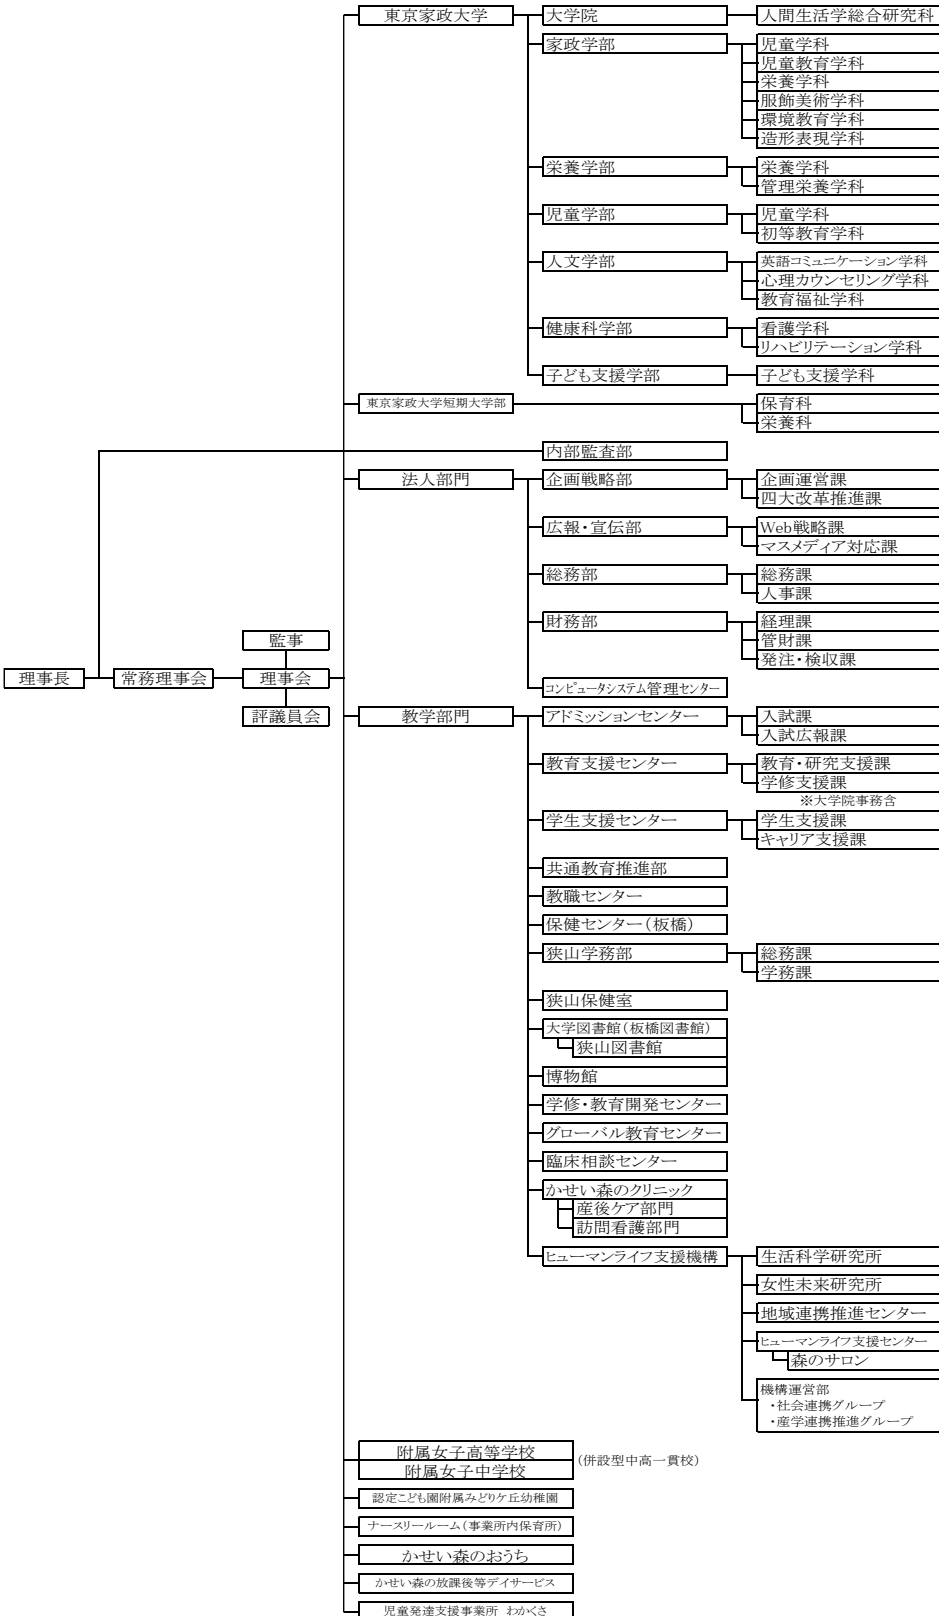 東京家政大学
大学院
人間生活学総合研究科
家政学部
児童学科
児童教育学科
栄養学科
服飾美術学科
環境教育学科
造形表現学科
栄養学部
栄養学科
管理栄養学科
児童学部
児童学科
初等教育学科
人文学部
英語コミュニケーション学科
心理カウンセリング学科
教育福祉学科
健康科学部
看護学科
リハビリテーション学科
子ども支援学部
子ども支援学科
東京家政大学短期大学部
保育科
栄養科
内部監査部
法人部門
企画戦略部
企画運営課
四大改革推進課
広報・宣伝部
Web戦略課
マスメディア対応課
総務部
総務課
人事課
財務部
経理課
管財課
発注・検収課
監事
理事長
常務理事会
理事会
評議員会
コンピュータシステム管理センター
教学部門
アドミッションセンター
入試課
入試広報課
教育支援センター
教育・研究支援課
学修支援課
※大学院事務含
学生支援センター
学生支援課
キャリア支援課
共通教育推進部
教職センター
保健センター(板橋)
狭山学務部
総務課
学務課
狭山保健室
大学図書館(板橋図書館)
狭山図書館
博物館
学修・教育開発センター
グローバル教育センター
臨床相談センター
かせい森のクリニック
産後ケア部門
訪問看護部門
ヒューマンライフ支援機構
生活科学研究所
女性未来研究所
地域連携推進センター
ヒューマンライフ支援センター
森のサロン
機構運営部
・社会連携グループ
・産学連携推進グループ
附属女子高等学校
附属女子中学校
(併設型中高一貫校)
認定こども園附属みどりケ丘幼稚園
ナースリールーム(事業所内保育所)
かせい森のおうち
かせい森の放課後等デイサービス
児童発達支援事業所 わかくさ